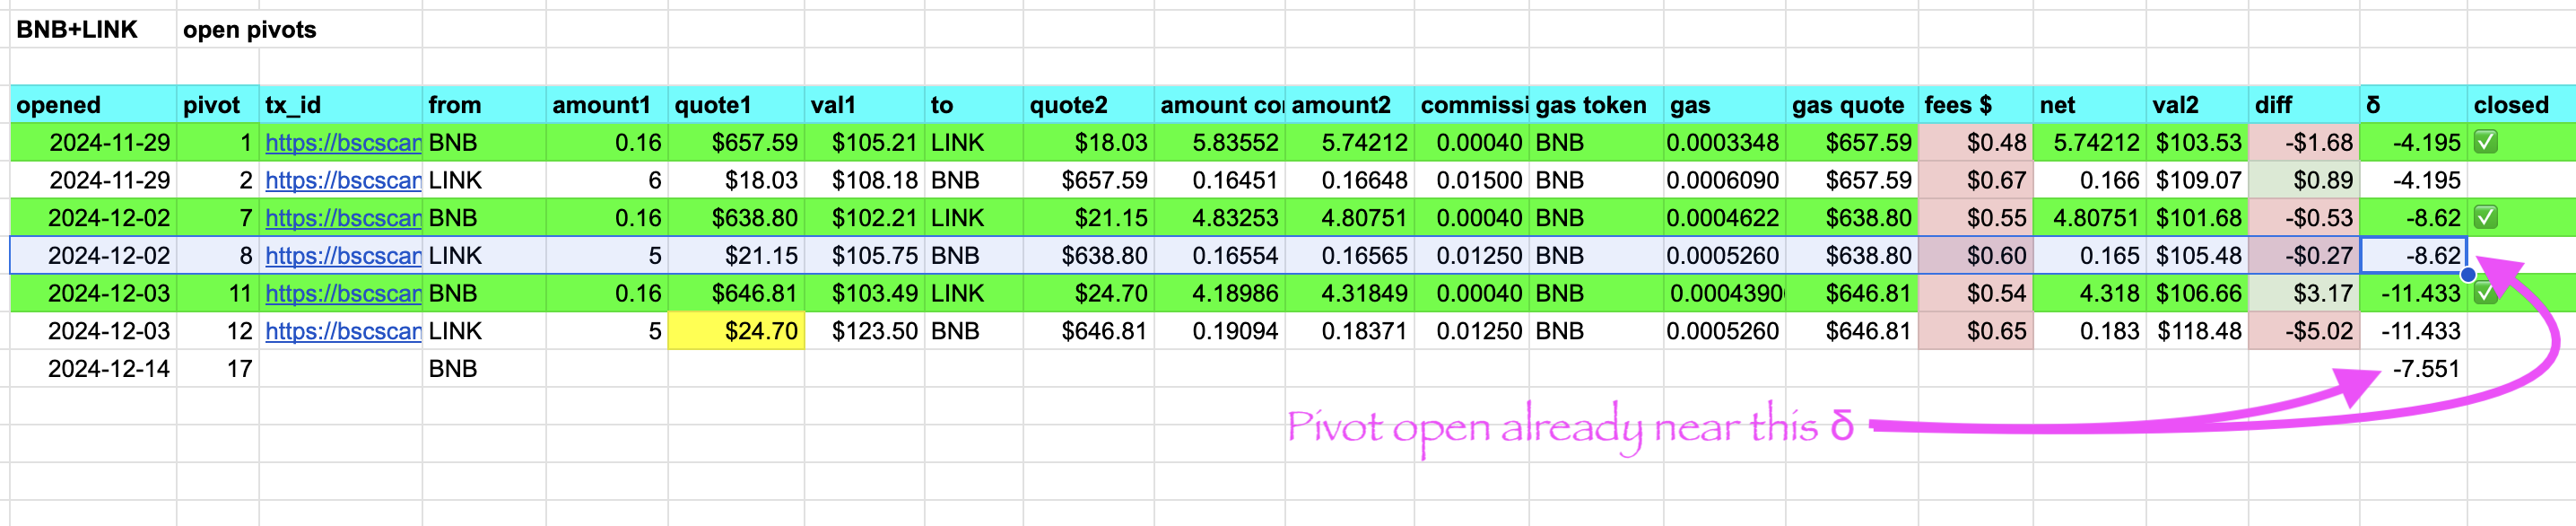 BNB+LINK open pivots
opened pivot tx_id from amount1 quote1 val1 to quote2 amount co amount2 commissi gas token gas gas quote fees $ net val2 diff δ closed
2024-11-29 1 https://bscscan BNB 0.16 $657.59 $105.21 LINK $18.03 5.83552 5.74212 0.00040 BNB 0.0003348 $657.59 $0.48 5.74212 $103.53 -$1.68 -4.195 ✅
2024-11-29 2 https://bscscan LINK 6 $18.03 $108.18 BNB $657.59 0.16451 0.16648 0.01500 BNB 0.0006090 $657.59 $0.67 0.166 $109.07 $0.89 -4.195
2024-12-02 7 https://bscscan BNB 0.16 $638.80 $102.21 LINK $21.15 4.83253 4.80751 0.00040 BNB 0.0004622 $638.80 $0.55 4.80751 $101.68 -$0.53 -8.62 ✅
2024-12-02 8 https://bscscan LINK 5 $21.15 $105.75 BNB $638.80 0.16554 0.16565 0.01250 BNB 0.0005260 $638.80 $0.60 0.165 $105.48 -$0.27 -8.62
2024-12-03 11 https://bscscan BNB 0.16 $646.81 $103.49 LINK $24.70 4.18986 4.31849 0.00040 BNB 0.0004390 $646.81 $0.54 4.318 $106.66 $3.17 -11.433 ✅
2024-12-03 12 https://bscscan LINK 5 $24.70 $123.50 BNB $646.81 0.19094 0.18371 0.01250 BNB 0.0005260 $646.81 $0.65 0.183 $118.48 -$5.02 -11.433
2024-12-14 17 BNB -7.551
Pivot open already near this δ